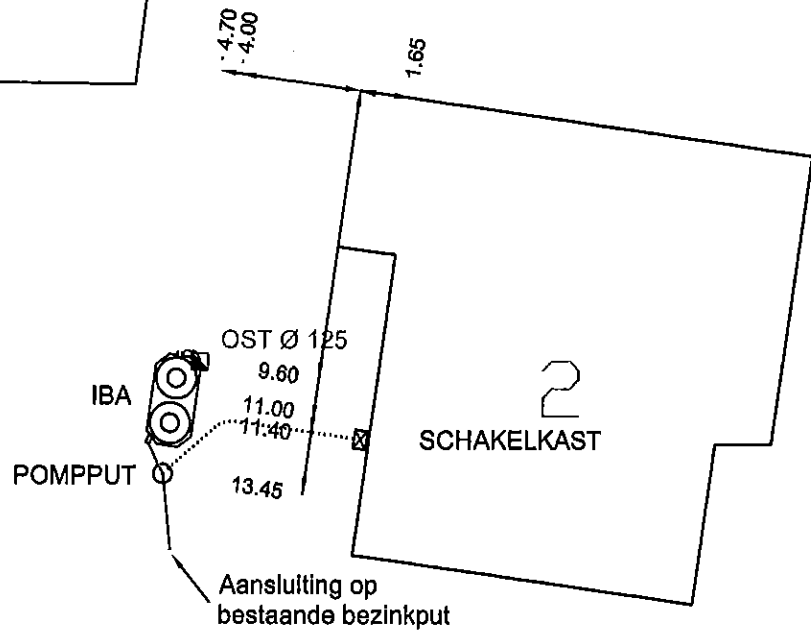 -4.70
-4.00
1.65
OST Ø 125
9.60
IBA
11.00
11.40
2
SCHAKELKAST
POMPPUT
13.45
Aansluiting op
bestaande bezinkput